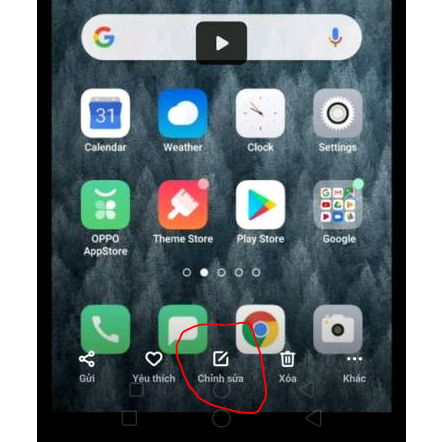 31
Calendar Weather Clock Settings
OPPO Theme Store Play Store Google
AppStore
Gửi Yêu thích Chỉnh sửa Xóa Khác